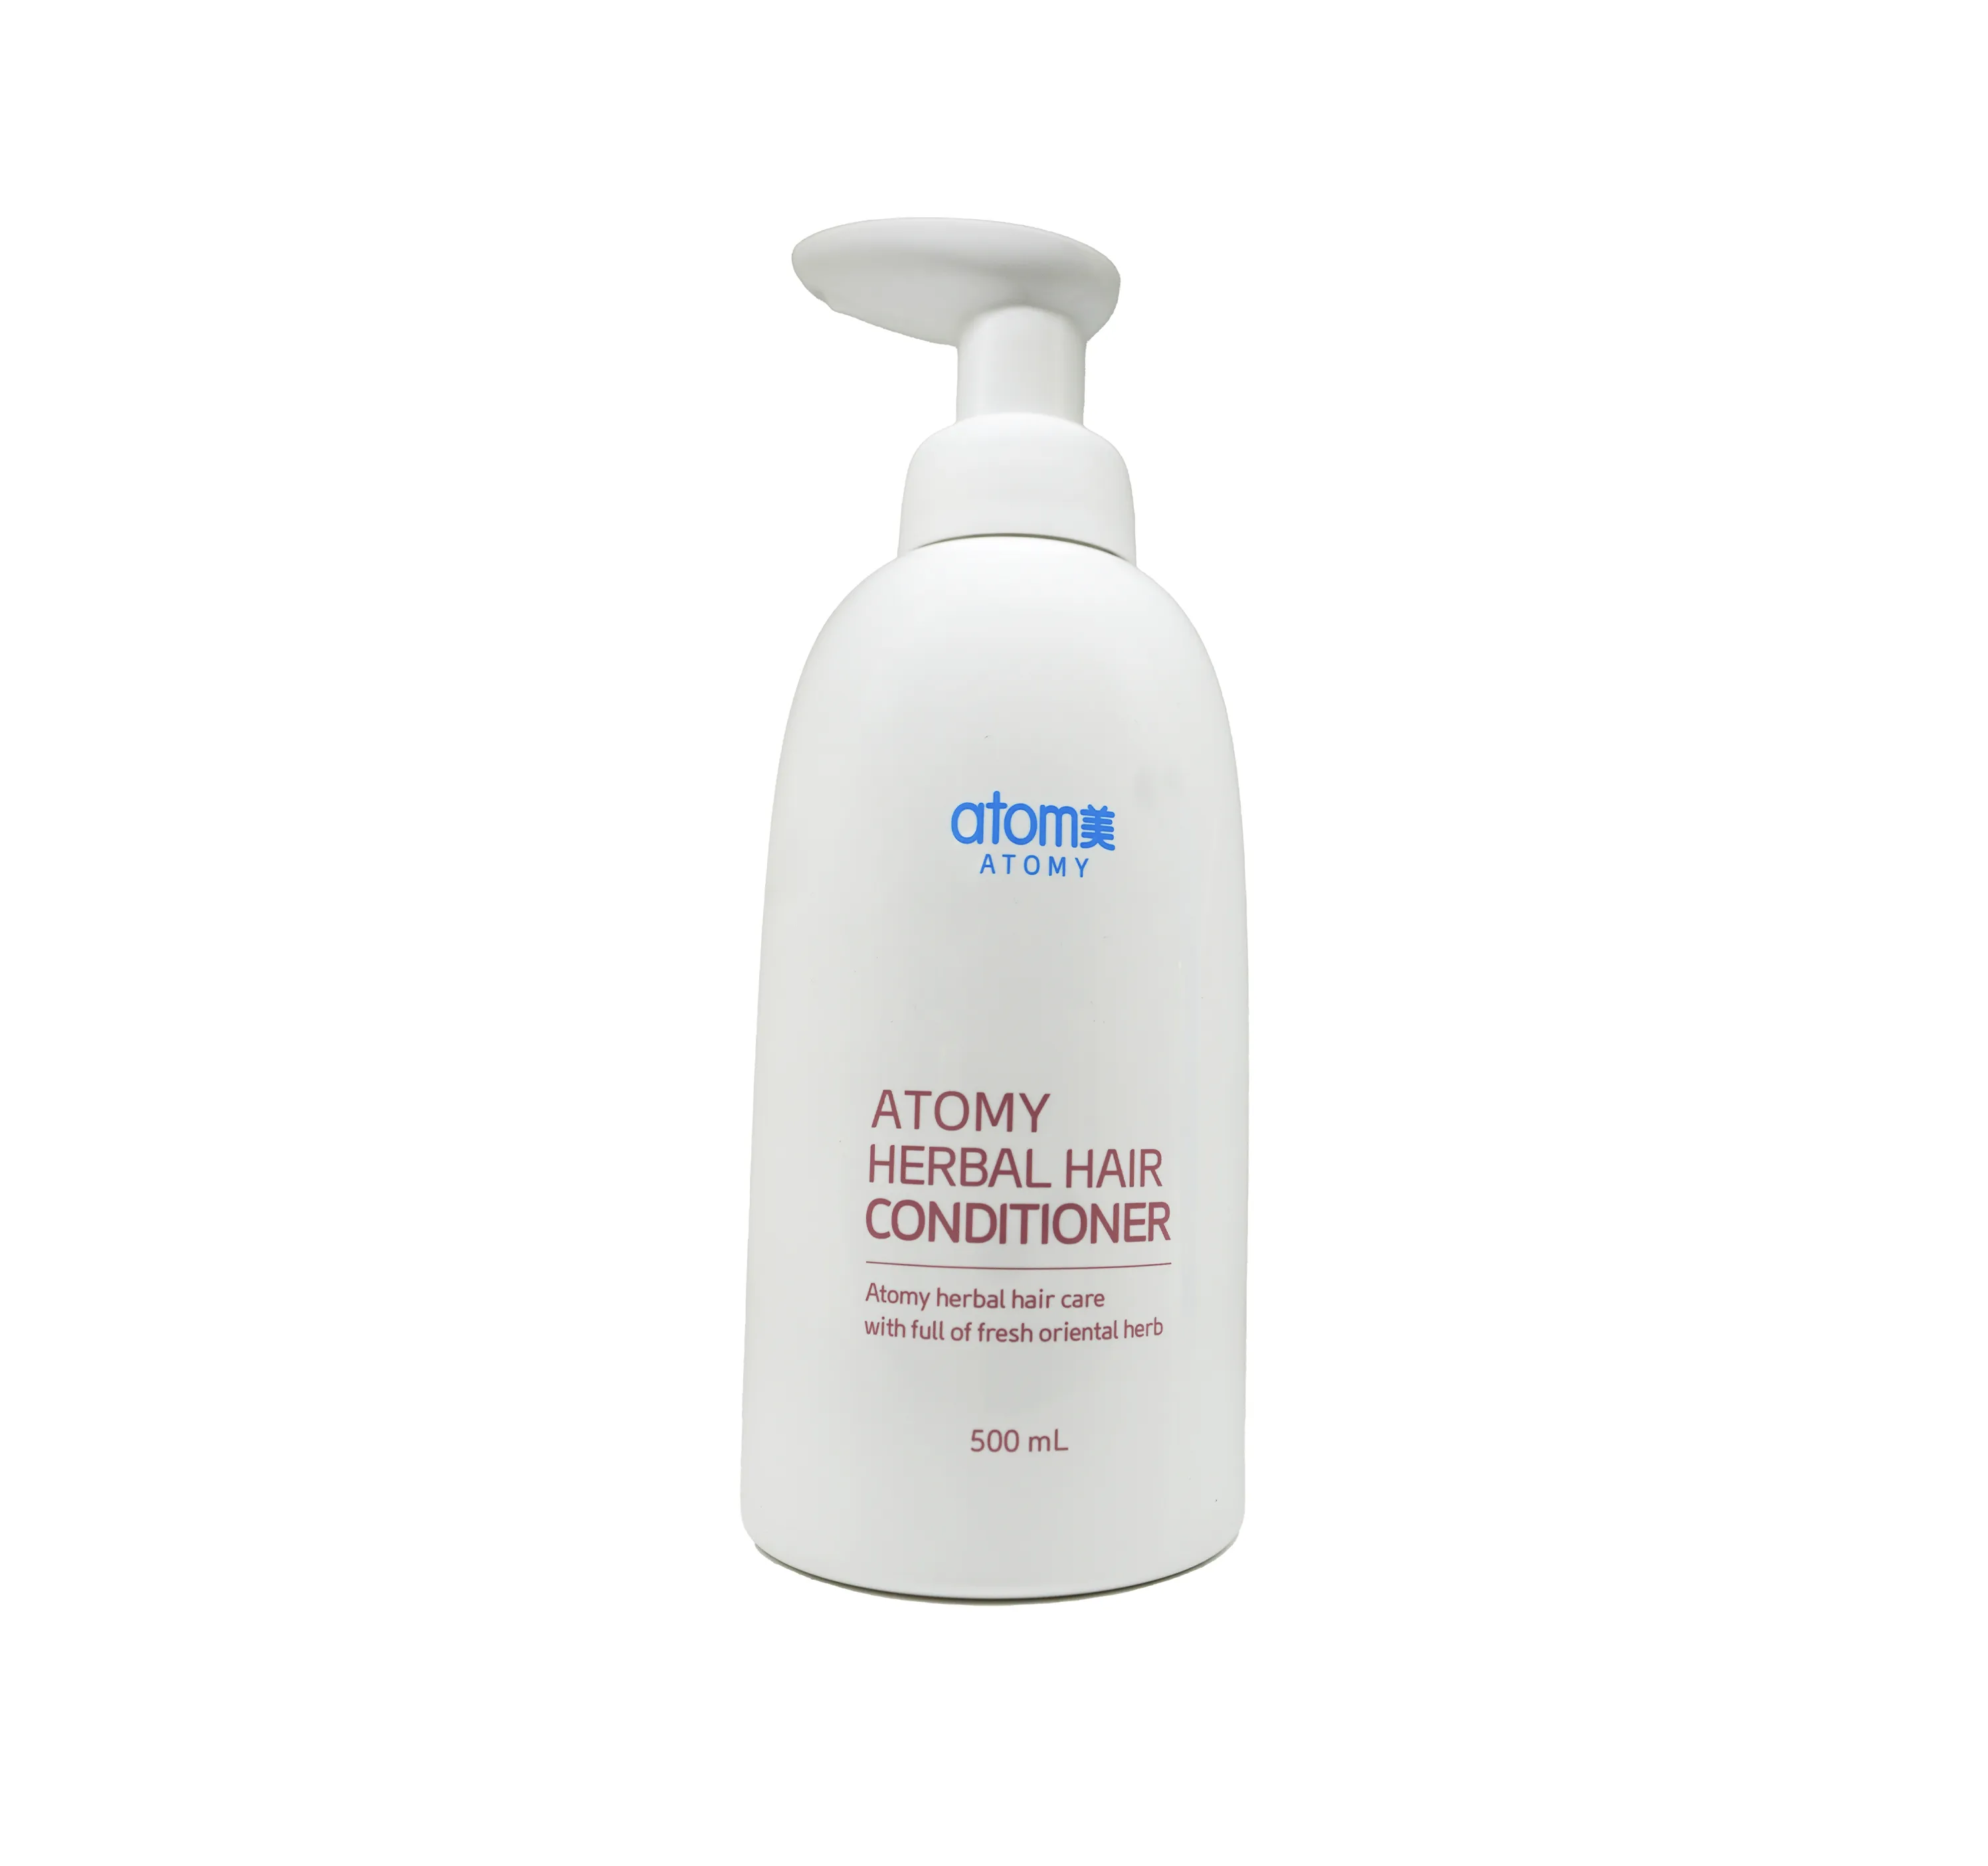 atom美
ATOMY
ATOMY
HERBAL HAIR
CONDITIONER
Atomy herbal hair care
with full of fresh oriental herb
500 mL